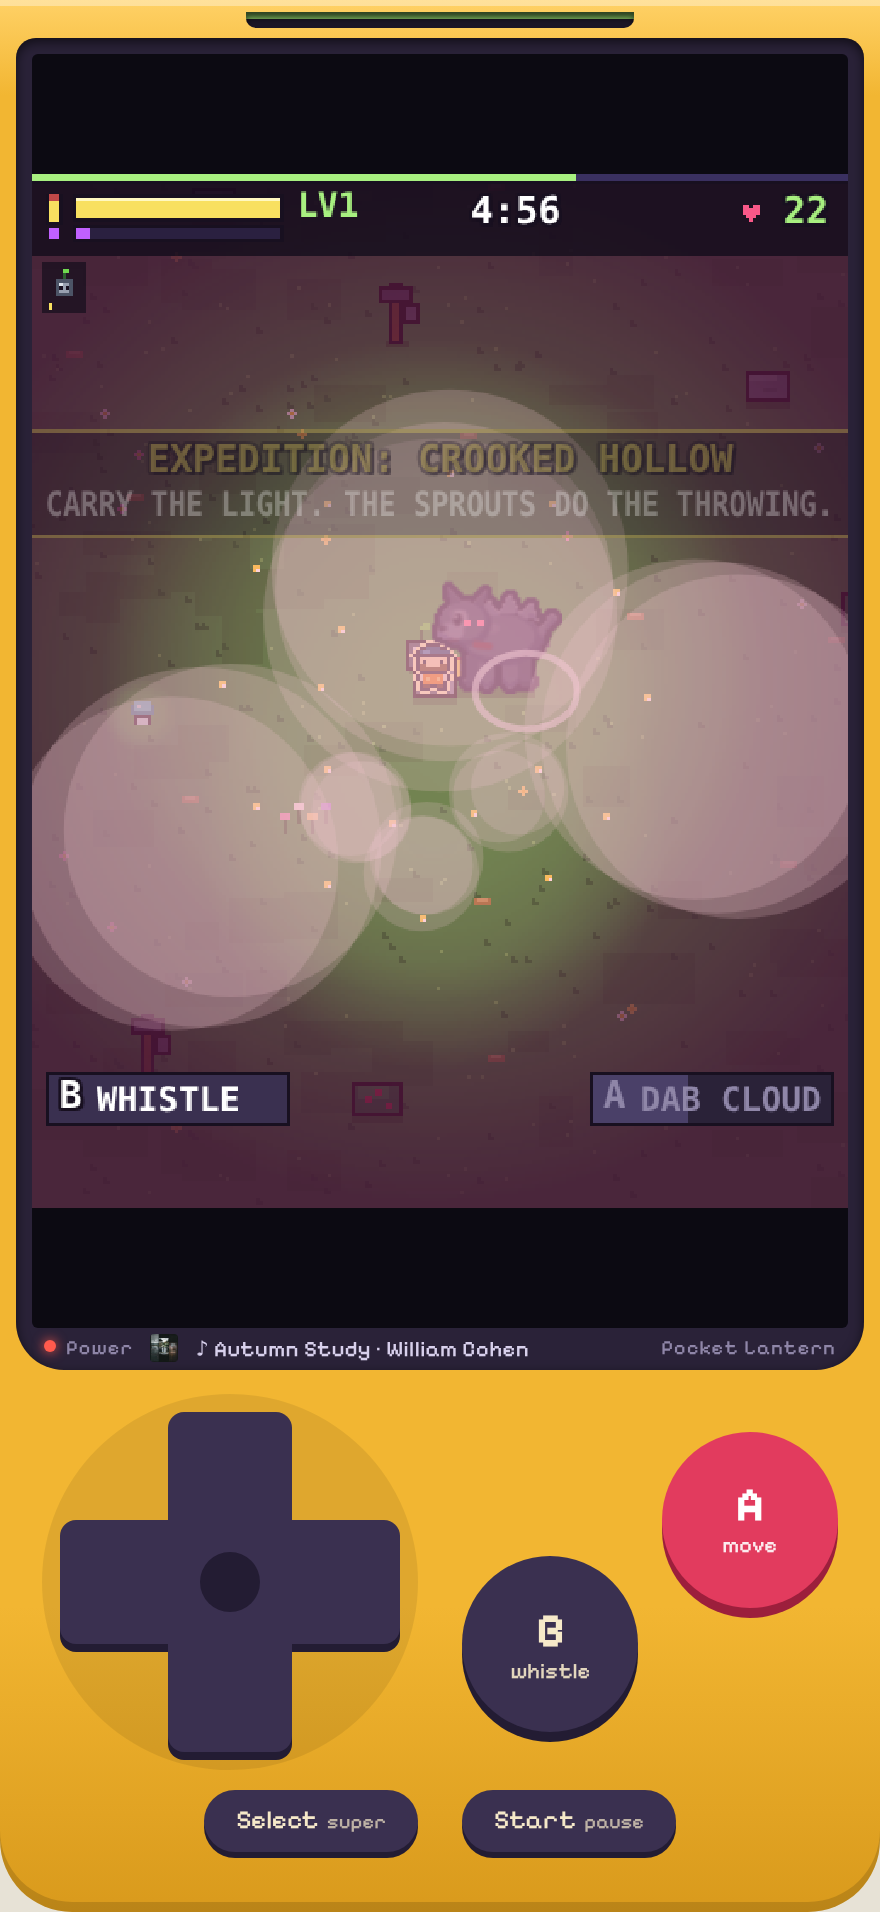 LV1 4:56 22
EXPEDITION: CROOKED HOLLOW
CARRY THE LIGHT. THE SPROUTS DO THE THROWING.
B WHISTLE A DAB CLOUD
Power ♪ Autumn Study · William Cohen Pocket Lantern
A
move
B
whistle
Select super Start pause